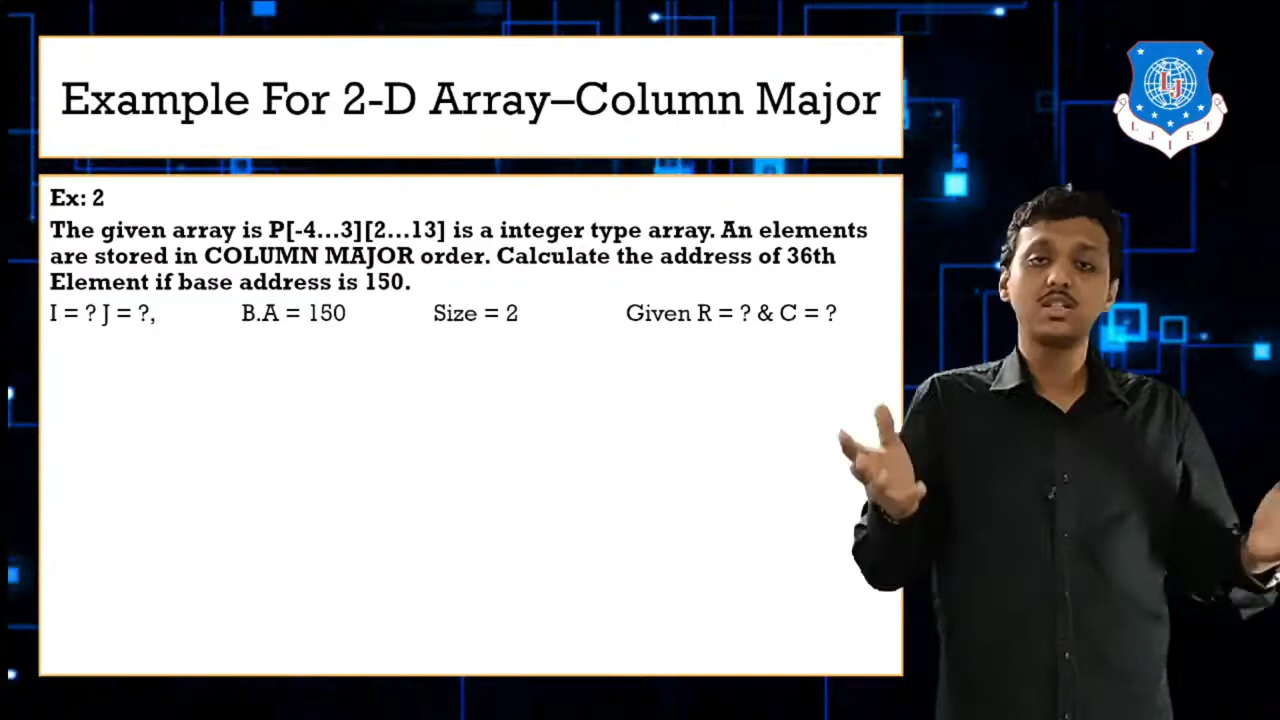 Example For 2-D Array–Column Major
L J I E T
Ex: 2
The given array is P[-4...3][2...13] is a integer type array. An elements
are stored in COLUMN MAJOR order. Calculate the address of 36th
Element if base address is 150.
I = ? J = ?, B.A = 150 Size = 2 Given R = ? & C = ?